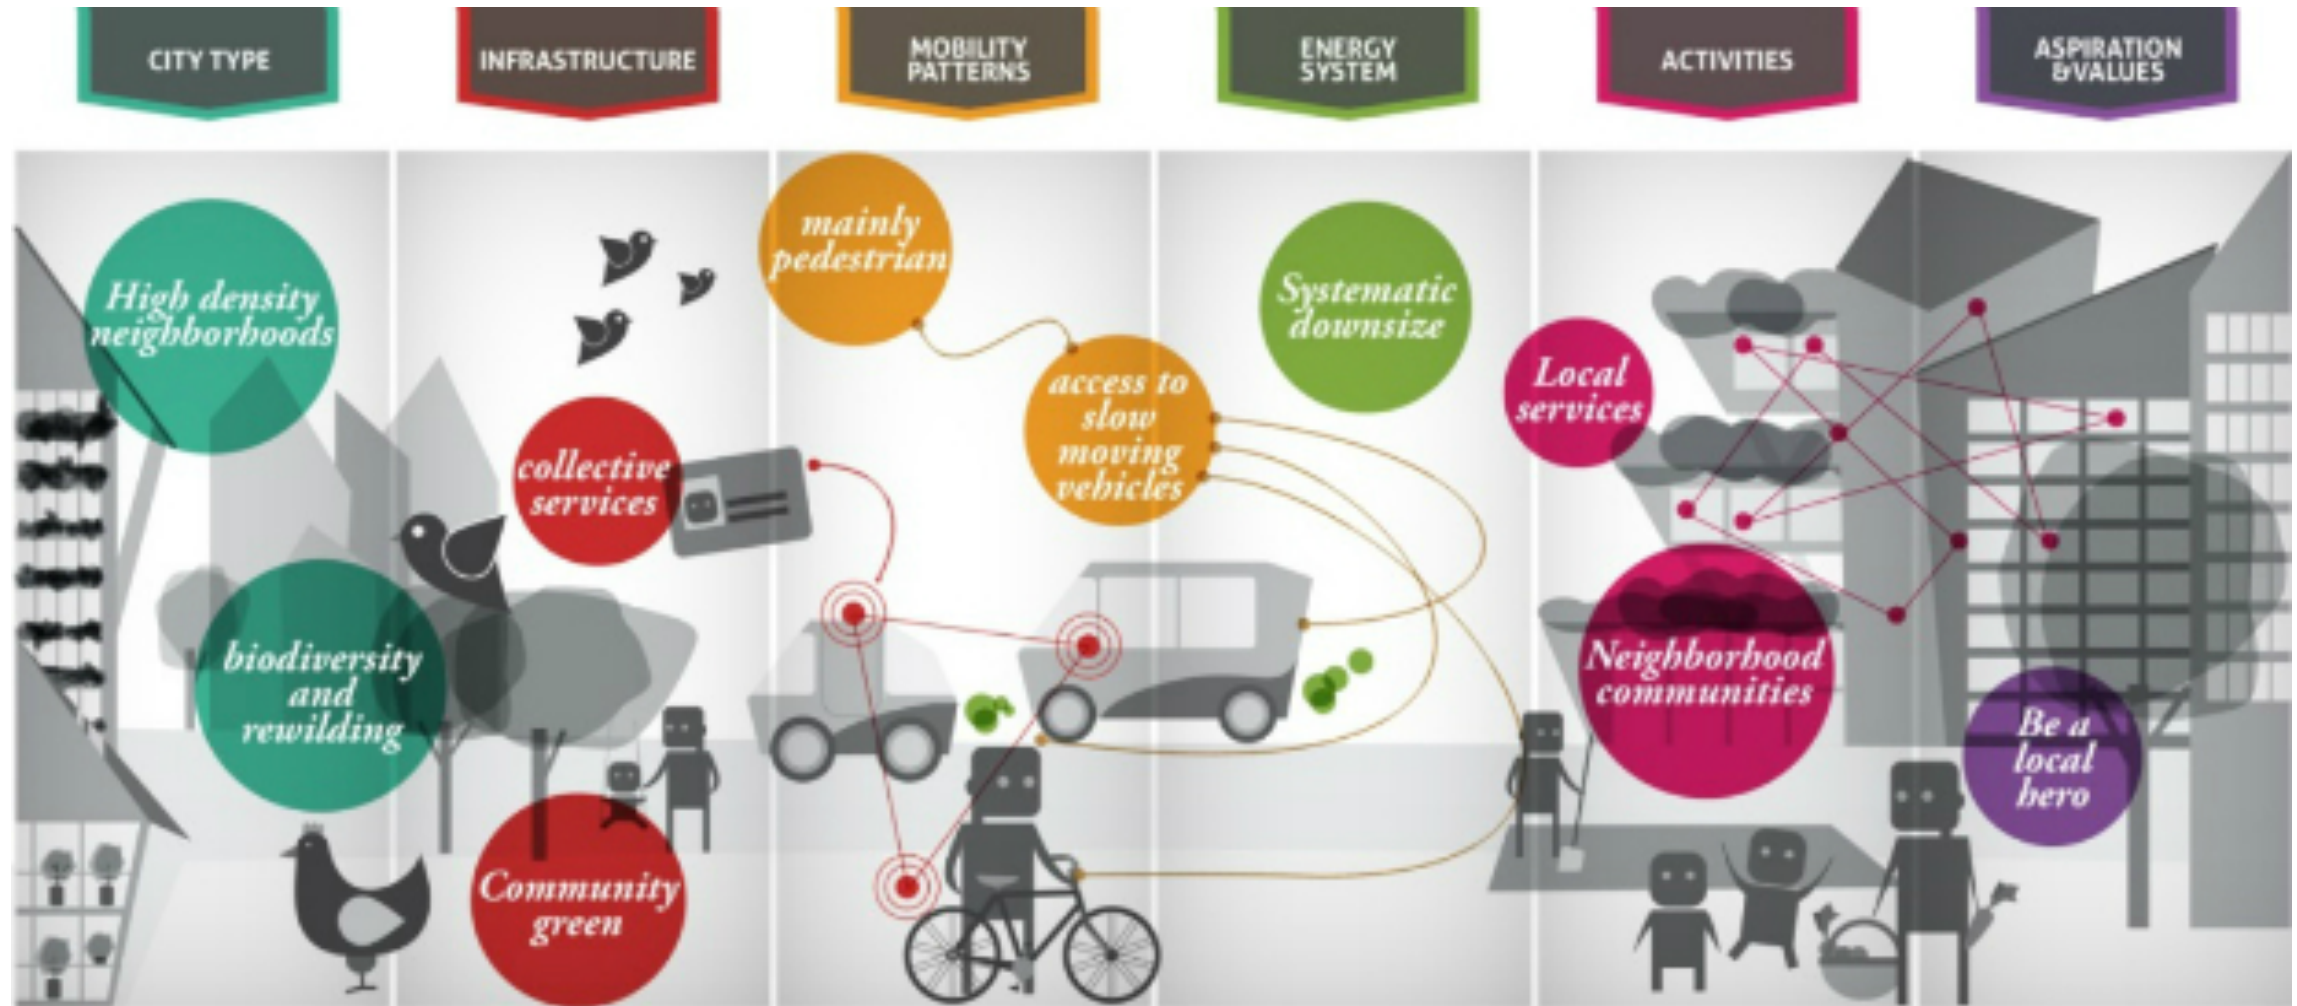 CITY TYPE
INFRASTRUCTURE
MOBILITY
PATTERNS
ENERGY
SYSTEM
ACTIVITIES
ASPIRATION
&VALUES
High density
neighborhoods
biodiversity
and
rewilding
collective
services
Community
green
mainly
pedestrian
access to
slow
moving
vehicles
Systematic
downsize
Local
services
Neighborhood
communities
Be a
local
hero